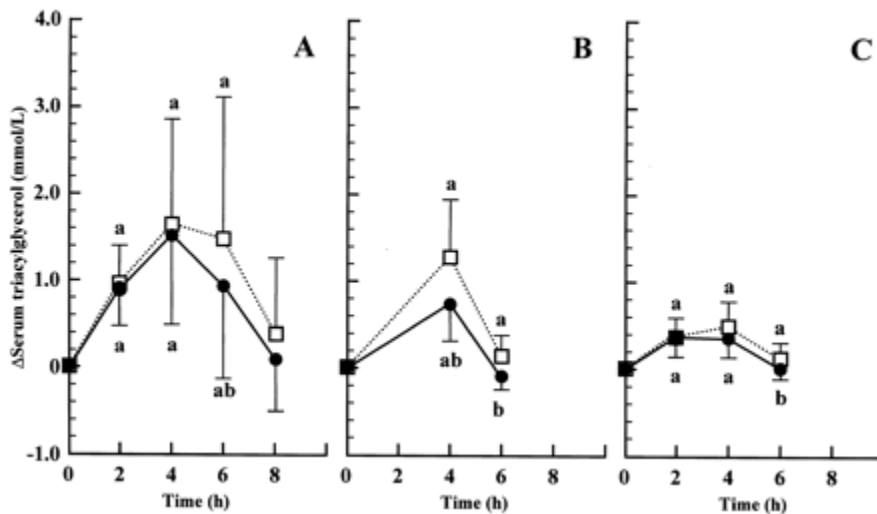 ΔSerum triacylglycerol (mmol/L)
4.0
3.0
2.0
1.0
0
-1.0
A
a
a
a
a
a
ab
0 2 4 6 8
Time (h)
B
a
a
ab
b
0 4 6 8
Time (h)
C
a
a
a
a
a
b
0 2 4 6 8
Time (h)